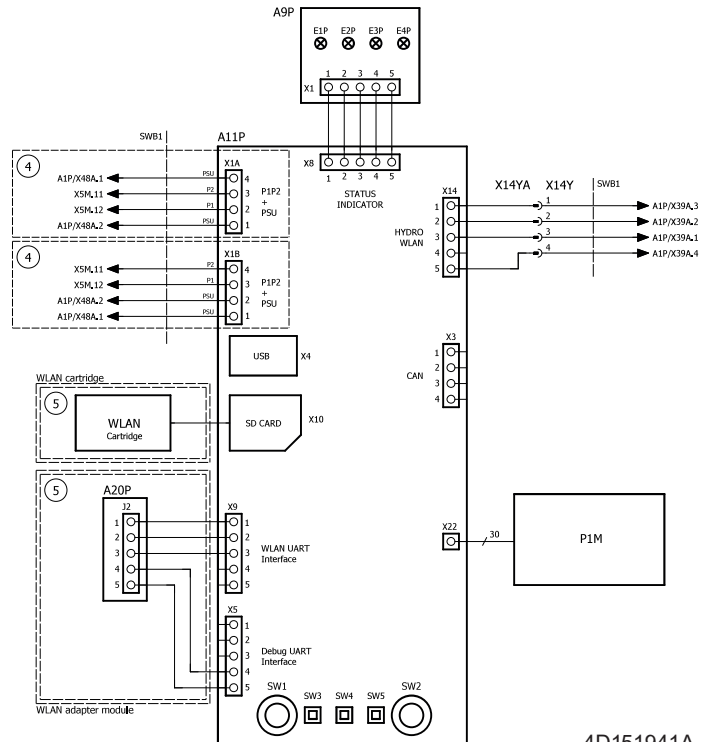 A9P
E1P E2P E3P E4P
1 2 3 4 5
X1
SWB1
A11P
X8
1 2 3 4 5
STATUS
INDICATOR
4
X1A
A1P/X48A.1 PSU 4
X5M.11 P2 3
X5M.12 P1 2
A1P/X48A.2 PSU 1
P1P2
+
PSU
X14 X14YA X14Y SWB1
1 1 A1P/X39A.3
2 2 A1P/X39A.2
3 3 A1P/X39A.1
4 4 A1P/X39A.4
5
HYDRO
WLAN
4
X1B
X5M.11 P2 4
X5M.12 P1 3
A1P/X48A.2 PSU 2
A1P/X48A.1 PSU 1
P1P2
+
PSU
USB X4
X3
CAN
1
2
3
4
WLAN cartridge
5
WLAN
Cartridge
SD CARD X10
5
A20P
J2
1
2
3
4
5
X9
1
2
3
4
5
WLAN UART
Interface
X22
30
P1M
X5
1
2
3
4
5
Debug UART
Interface
WLAN adapter module
SW1 SW3 SW4 SW5 SW2
4D151941A